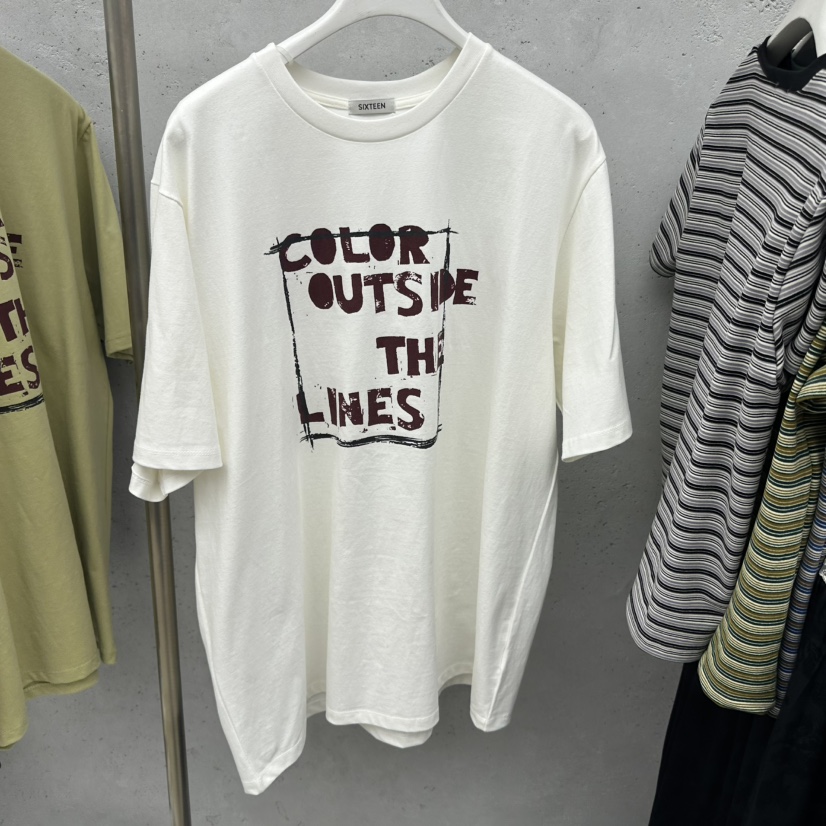 SIXTEEN
COLOR
OUTSIDE
THE
LINES